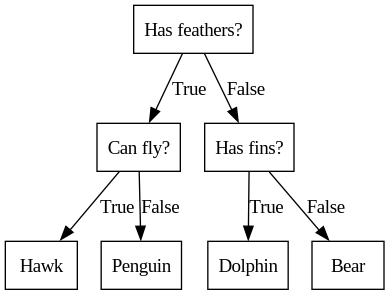 Has feathers?
True
False
Can fly?
Has fins?
True
False
True
False
Hawk
Penguin
Dolphin
Bear